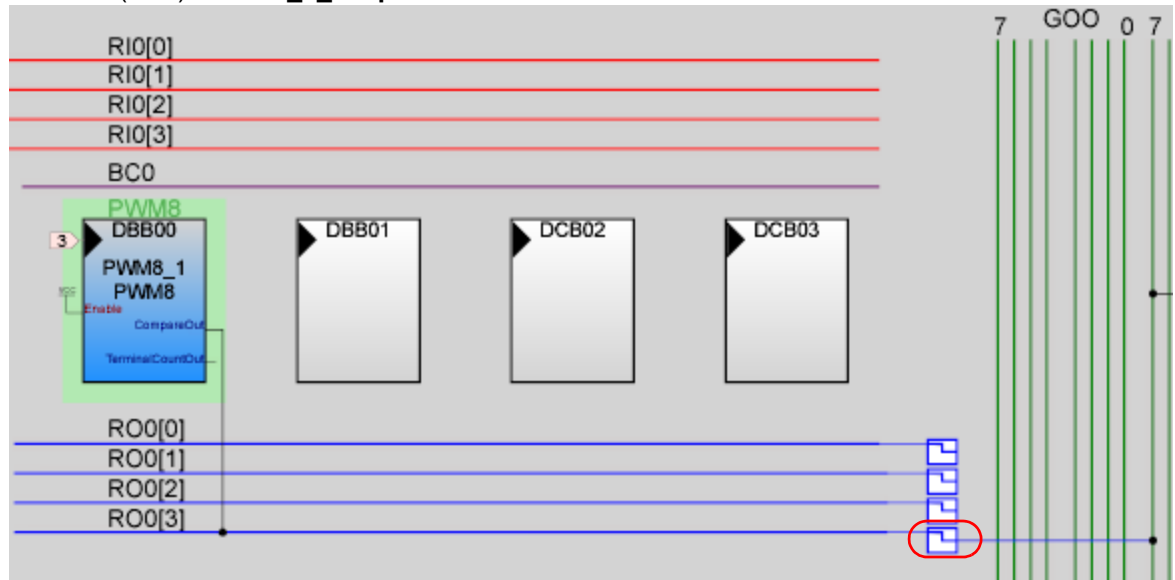 7 GOO 0 7
RI0[0]
RI0[1]
RI0[2]
RI0[3]
BC0
PWM8
DBB00
DBB01
DCB02
DCB03
3
PWM8_1
PWM8
Enable
CompareOut
TerminalCountOut
RO0[0]
RO0[1]
RO0[2]
RO0[3]